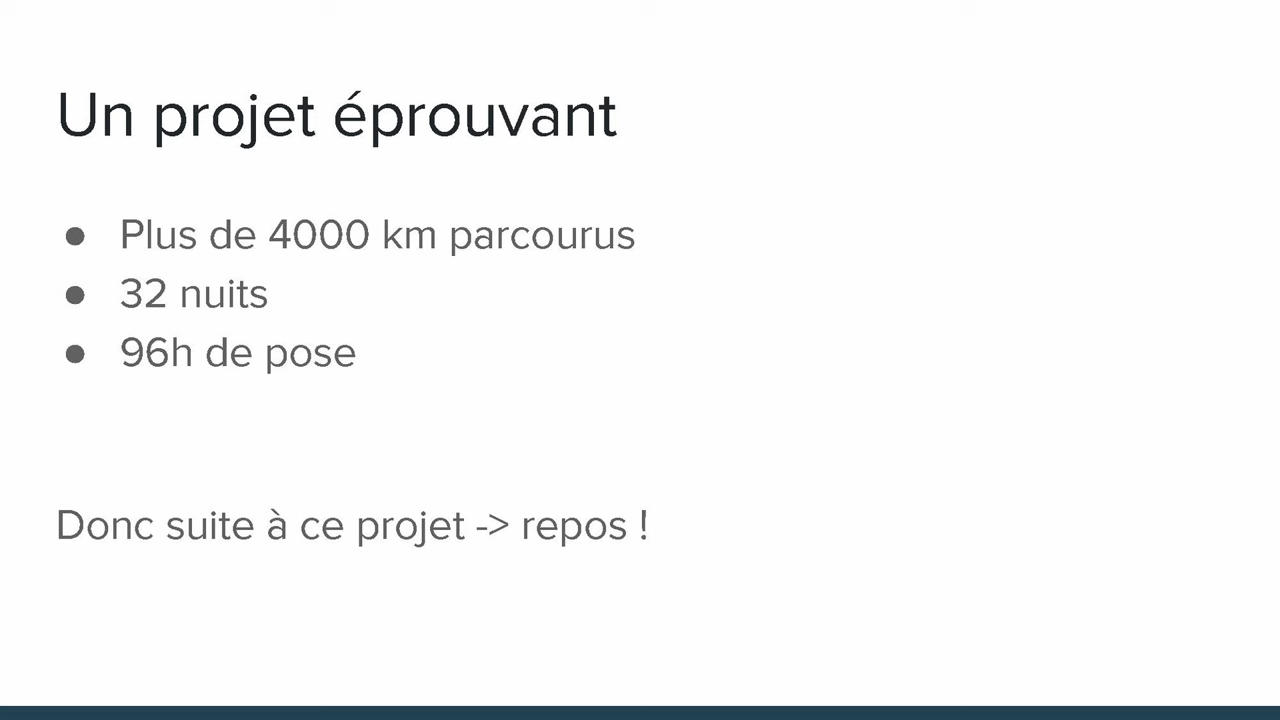 Un projet éprouvant
● Plus de 4000 km parcourus
● 32 nuits
● 96h de pose
Donc suite à ce projet -> repos !